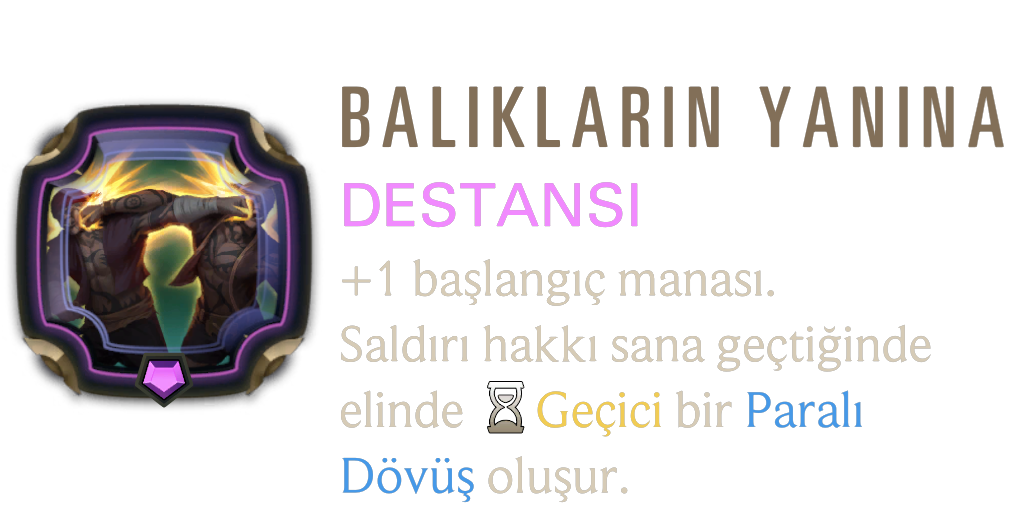 BALIKLARIN YANINA
DESTANSI
+1 başlangıç manası.
Saldırı hakkı sana geçtiğinde
elinde Geçici bir Paralı
Dövüş oluşur.